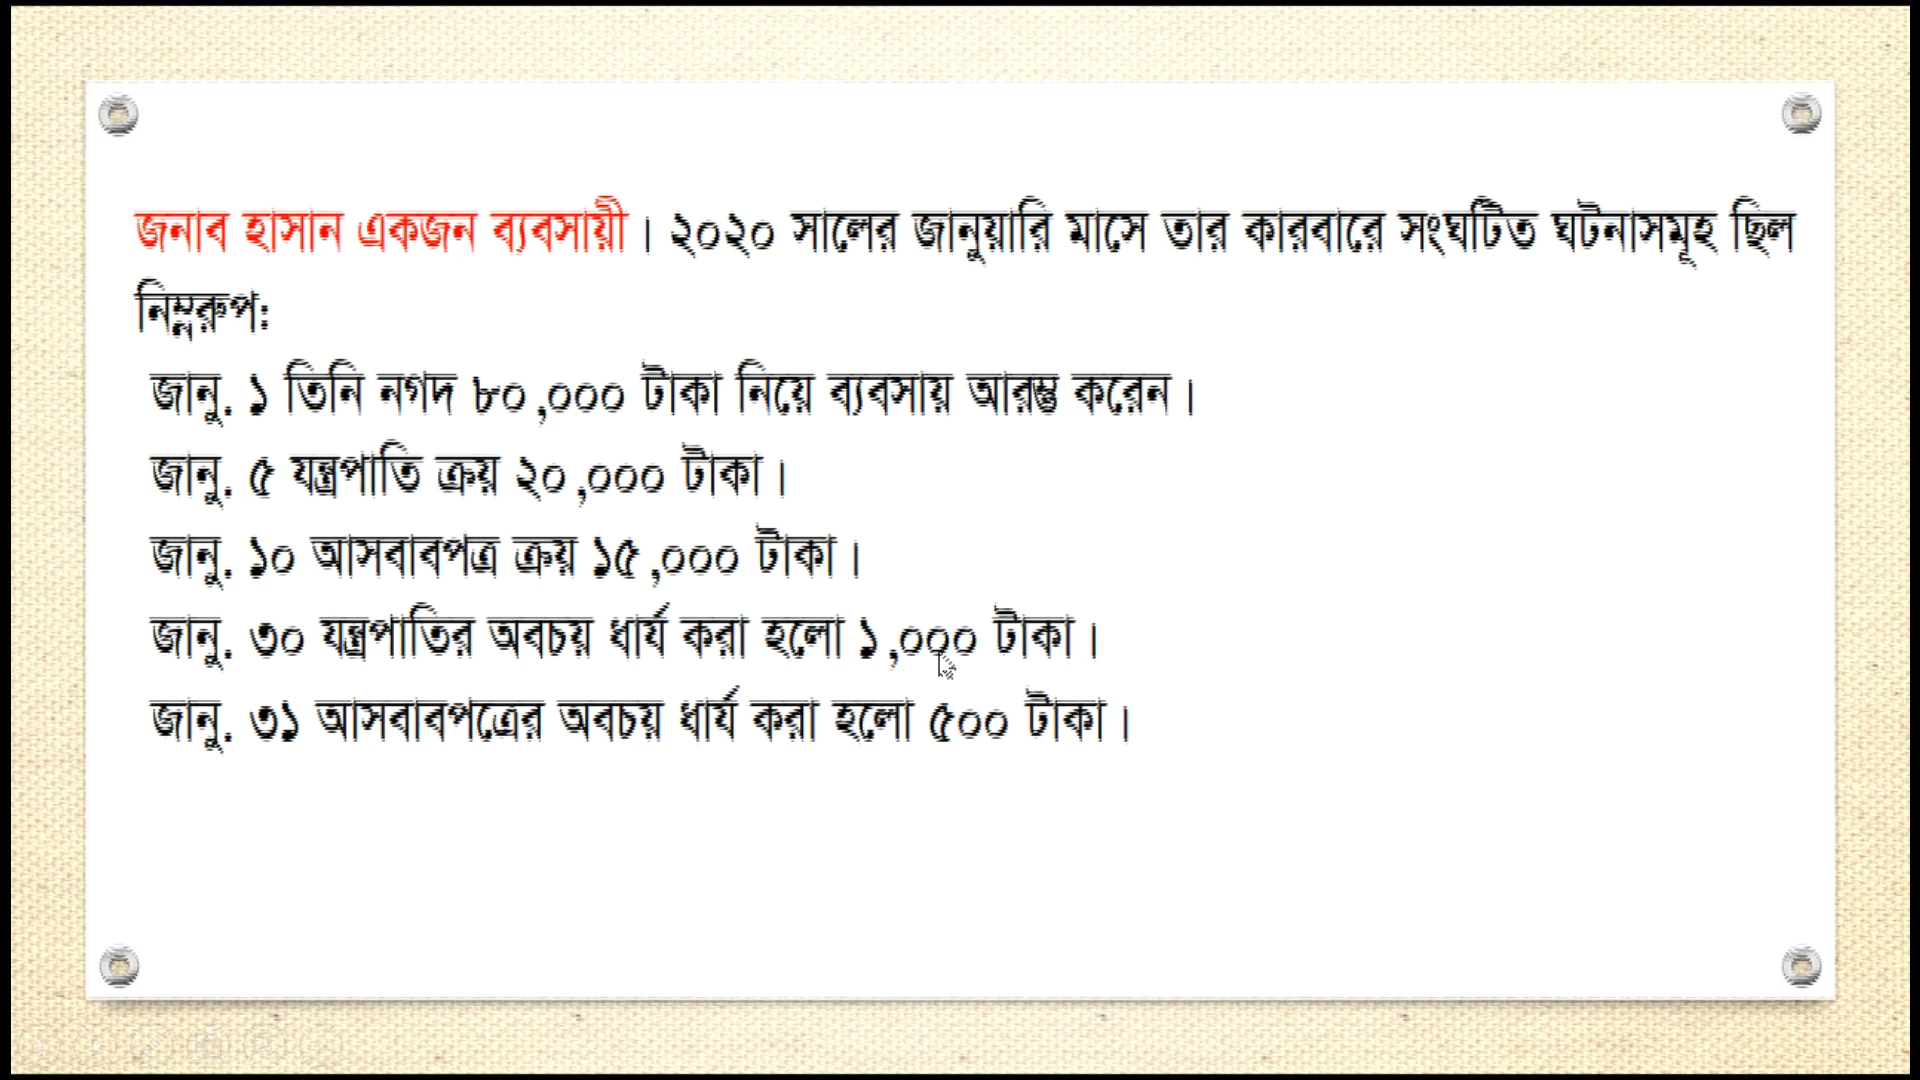 জনাব হাসান একজন ব্যবসায়ী। ২০২০ সালের জানুয়ারি মাসে তার কারবারে সংঘটিত ঘটনাসমূহ ছিল
নিম্নরুপঃ
জানু. ১ তিনি নগদ ৮০,০০০ টাকা নিয়ে ব্যবসায় আরম্ভ করেন।
জানু. ৫ যন্ত্রপাতি ক্রয় ২০,০০০ টাকা।
জানু. ১০ আসবাবপত্র ক্রয় ১৫,০০০ টাকা।
জানু. ৩০ যন্ত্রপাতির অবচয় ধার্য করা হলো ১,০০০ টাকা।
জানু. ৩১ আসবাবপত্রের অবচয় ধার্য করা হলো ৫০০ টাকা।